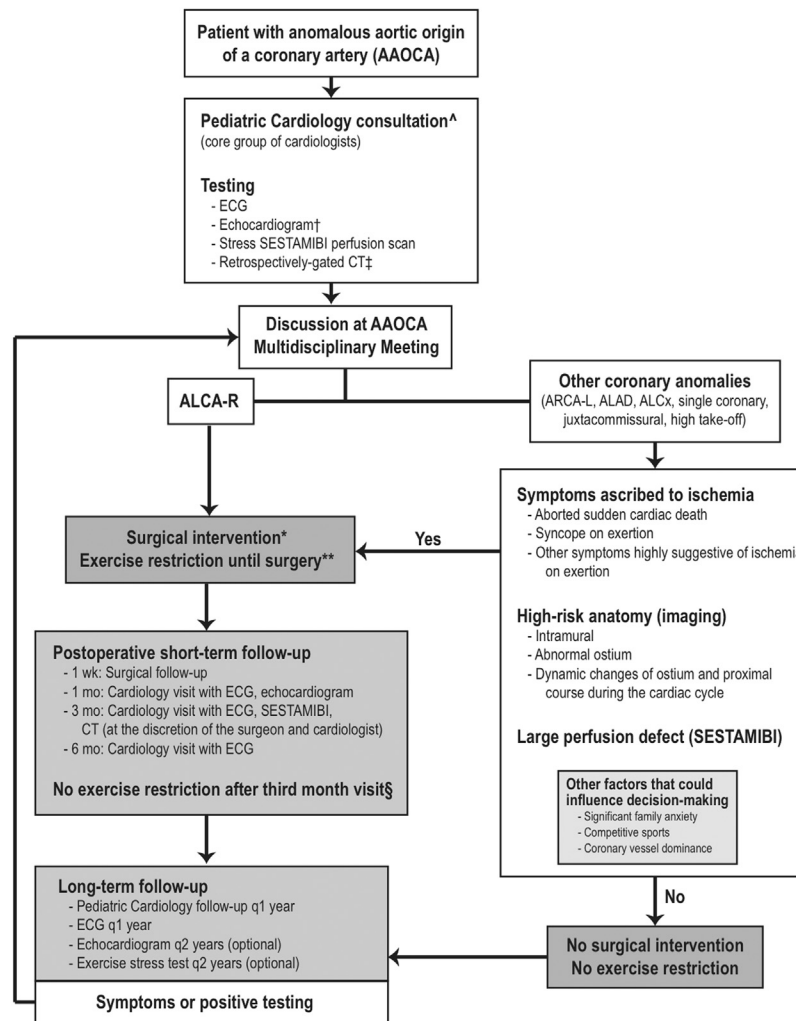 Patient with anomalous aortic origin
of a coronary artery (AAOCA)
Pediatric Cardiology consultation^
(core group of cardiologists)
Testing
- ECG
- Echocardiogram†
- Stress SESTAMIBI perfusion scan
- Retrospectively-gated CT‡
Discussion at AAOCA
Multidisciplinary Meeting
ALCA-R
Other coronary anomalies
(ARCA-L, ALAD, ALCx, single coronary,
juxtacommissural, high take-off)
Surgical intervention*
Exercise restriction until surgery**
Yes
Symptoms ascribed to ischemia
- Aborted sudden cardiac death
- Syncope on exertion
- Other symptoms highly suggestive of ischemia
on exertion
High-risk anatomy (imaging)
- Intramural
- Abnormal ostium
- Dynamic changes of ostium and proximal
course during the cardiac cycle
Large perfusion defect (SESTAMIBI)
Other factors that could
influence decision-making
- Significant family anxiety
- Competitive sports
- Coronary vessel dominance
Postoperative short-term follow-up
- 1 wk: Surgical follow-up
- 1 mo: Cardiology visit with ECG, echocardiogram
- 3 mo: Cardiology visit with ECG, SESTAMIBI,
CT (at the discretion of the surgeon and cardiologist)
- 6 mo: Cardiology visit with ECG
No exercise restriction after third month visit§
No
No surgical intervention
No exercise restriction
Long-term follow-up
- Pediatric Cardiology follow-up q1 year
- ECG q1 year
- Echocardiogram q2 years (optional)
- Exercise stress test q2 years (optional)
Symptoms or positive testing